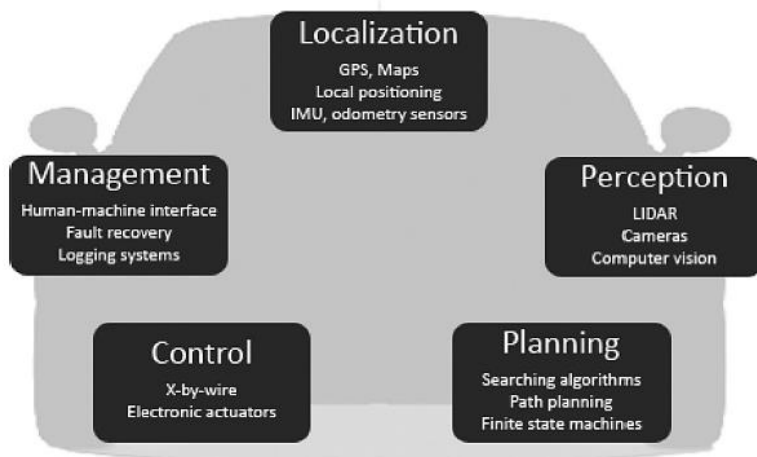 Localization
GPS, Maps
Local positioning
IMU, odometry sensors
Management
Human-machine interface
Fault recovery
Logging systems
Perception
LIDAR
Cameras
Computer vision
Control
X-by-wire
Electronic actuators
Planning
Searching algorithms
Path planning
Finite state machines